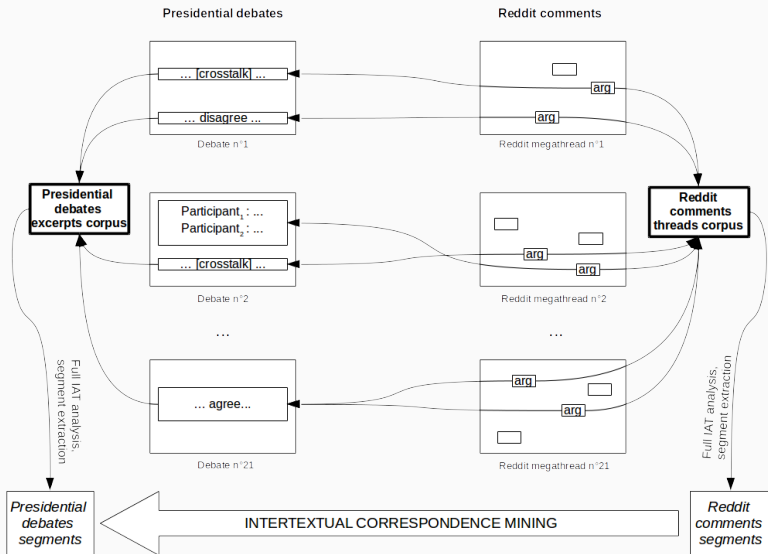 Presidential debates
Reddit comments
... [crosstalk] ...
... disagree ...
arg
arg
Debate n°1
Reddit megathread n°1
Presidential
debates
excerpts corpus
Participant1 : ...
Participant2 : ...
... [crosstalk] ...
arg
arg
Reddit
comments
threads corpus
Debate n°2
Reddit megathread n°2
...
...
... agree...
arg
arg
Debate n°21
Reddit megathread n°21
Full IAT analysis,
segment extraction
Full IAT analysis,
segment extraction
Presidential
debates
segments
INTERTEXTUAL CORRESPONDENCE MINING
Reddit
comments
segments